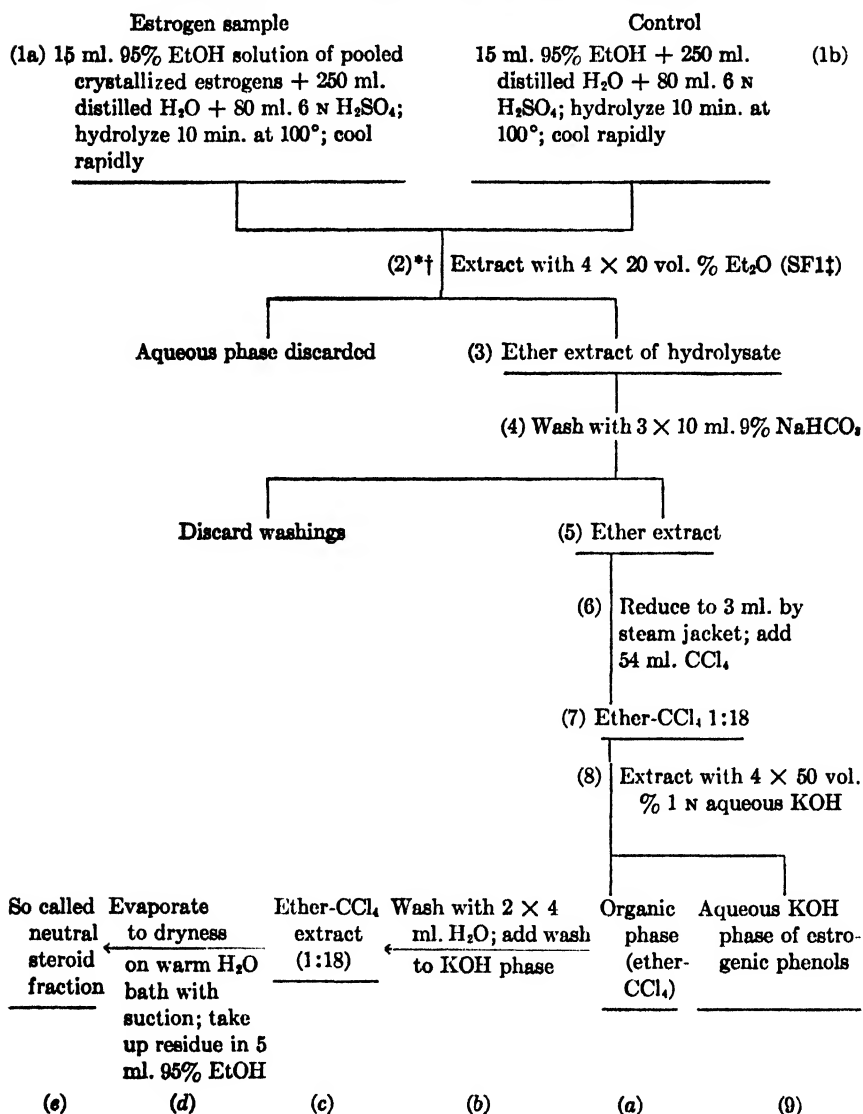 Estrogen sample
(1a) 15 ml. 95% EtOH solution of pooled
crystallized estrogens + 250 ml.
distilled H₂O + 80 ml. 6 N H₂SO₄;
hydrolyze 10 min. at 100°; cool
rapidly
Control
15 ml. 95% EtOH + 250 ml. (1b)
distilled H₂O + 80 ml. 6 N
H₂SO₄; hydrolyze 10 min. at
100°; cool rapidly
(2)*† Extract with 4 × 20 vol. % Et₂O (SF1‡)
Aqueous phase discarded
(3) Ether extract of hydrolysate
(4) Wash with 3 × 10 ml. 9% NaHCO₃
Discard washings
(5) Ether extract
(6) Reduce to 3 ml. by
steam jacket; add
54 ml. CCl₄
(7) Ether-CCl₄ 1:18
(8) Extract with 4 × 50 vol.
% 1 N aqueous KOH
So called
neutral
steroid
fraction
Evaporate
to dryness
on warm H₂O
bath with
suction; take
up residue in 5
ml. 95% EtOH
Ether-CCl₄
extract
(1:18)
Wash with 2 × 4
ml. H₂O; add wash
to KOH phase
Organic
phase
(ether-
CCl₄)
Aqueous KOH
phase of estro-
genic phenols
(e) (d) (c) (b) (a) (9)